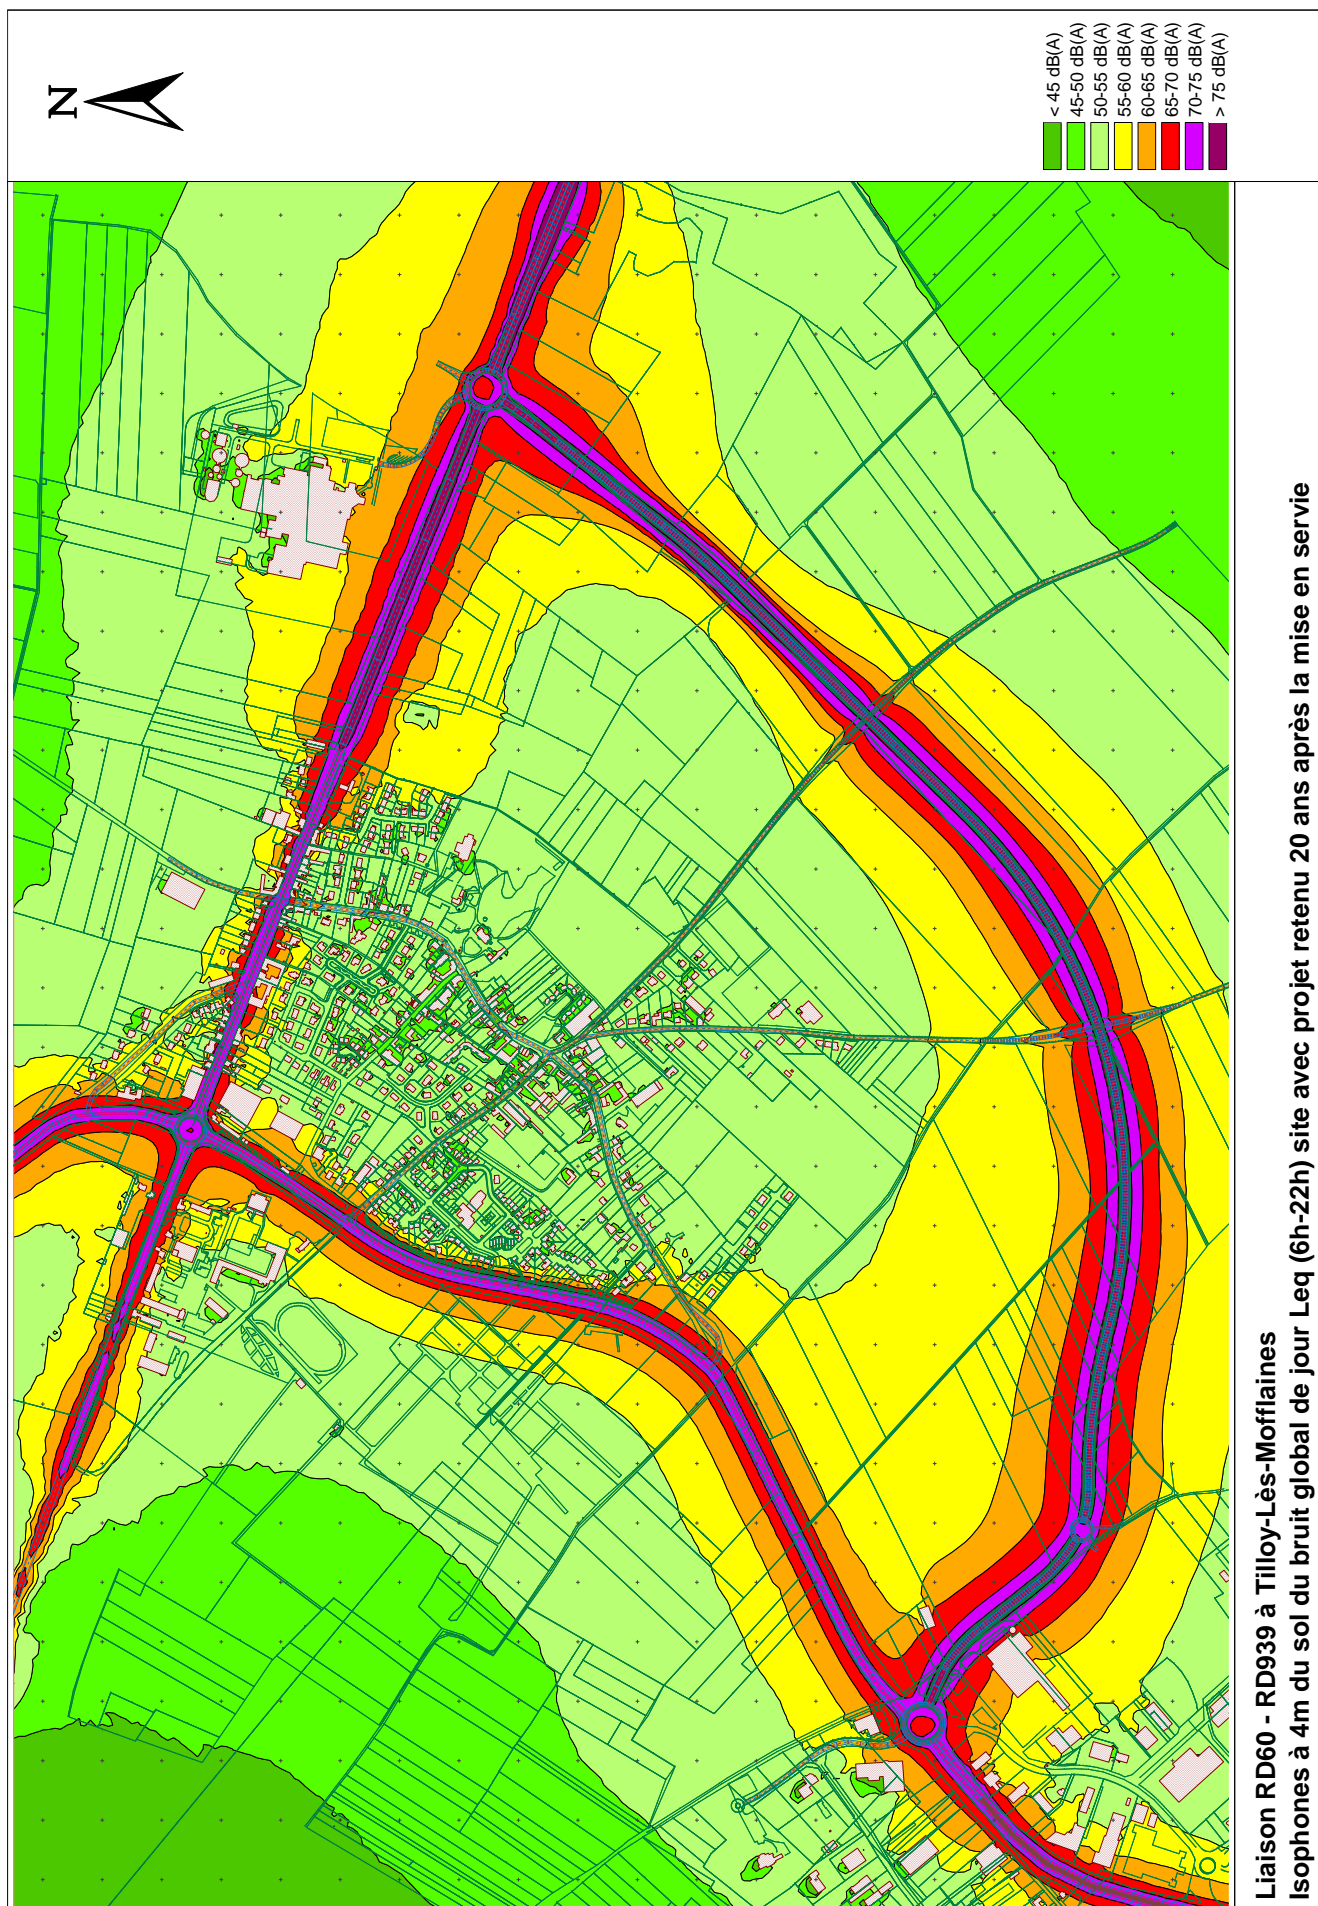 N
< 45 dB(A)
45-50 dB(A)
50-55 dB(A)
55-60 dB(A)
60-65 dB(A)
65-70 dB(A)
70-75 dB(A)
> 75 dB(A)
Liaison RD60 - RD939 à Tilloy-Lès-Mofflaines
Isophones à 4m du sol du bruit global de jour Leq (6h-22h) site avec projet retenu 20 ans après la mise en servie